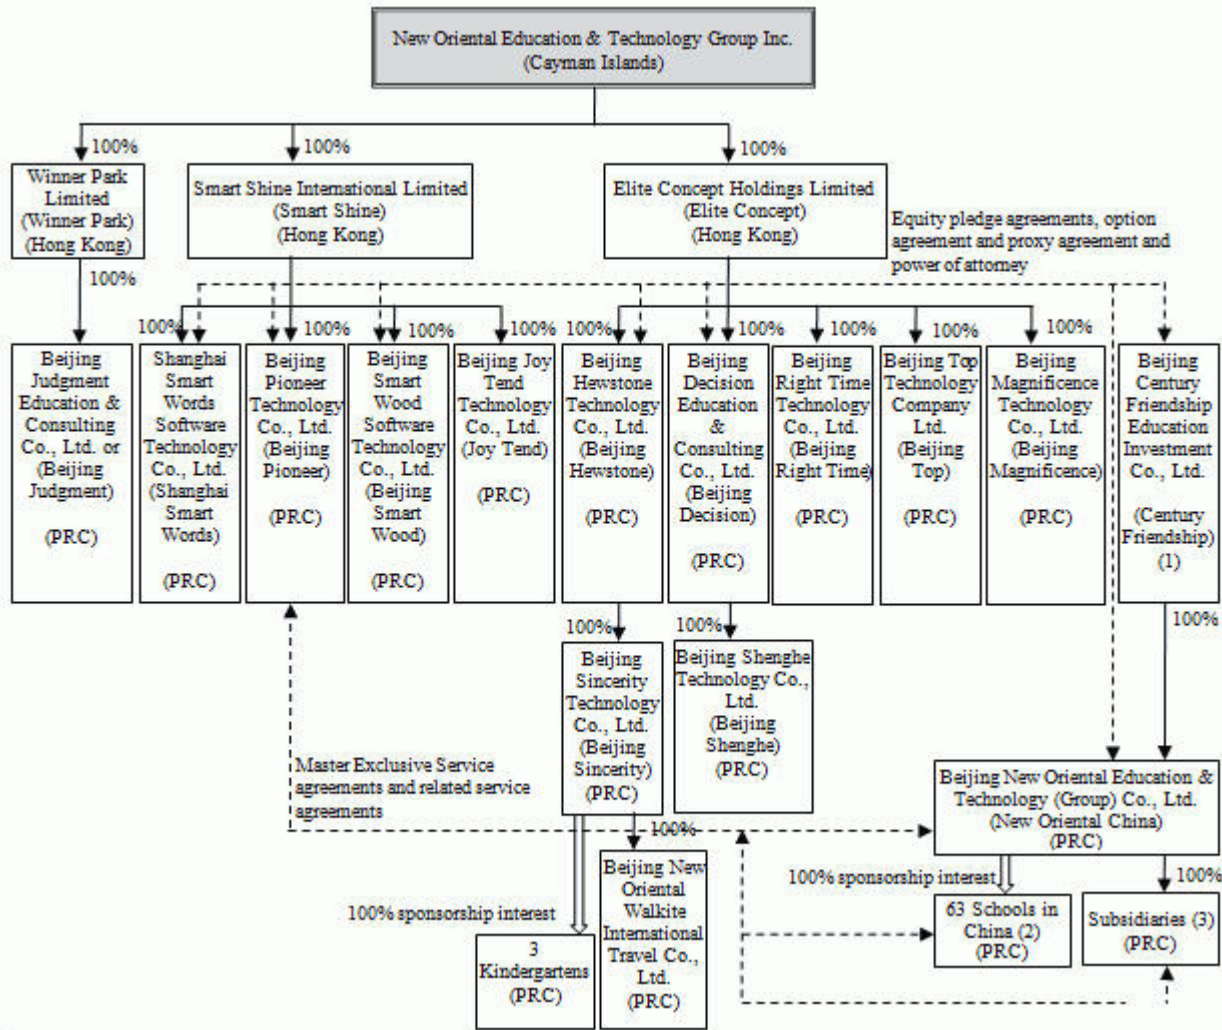 New Oriental Education & Technology Group Inc.
(Cayman Islands)
100%
100%
100%
Winner Park
Limited
(Winner Park)
(Hong Kong)
Smart Shine International Limited
(Smart Shine)
(Hong Kong)
Elite Concept Holdings Limited
(Elite Concept)
(Hong Kong)
Equity pledge agreements, option
agreement and proxy agreement and
power of attorney
100%
100%
100%
100%
100%
100%
100%
100%
100%
100%
Beijing
Judgment
Education &
Consulting
Co., Ltd. or
(Beijing
Judgment)
(PRC)
Shanghai
Smart
Words
Software
Technology
Co., Ltd.
(Shanghai
Smart
Words)
(PRC)
Beijing
Pioneer
Technology
Co., Ltd.
(Beijing
Pioneer)
(PRC)
Beijing
Smart
Wood
Software
Technology
Co., Ltd.
(Beijing
Smart
Wood)
(PRC)
Beijing Joy
Tend
Technology
Co., Ltd.
(Joy Tend)
(PRC)
Beijing
Hewstone
Technology
Co., Ltd.
(Beijing
Hewstone)
(PRC)
Beijing
Decision
Education
&
Consulting
Co., Ltd.
(Beijing
Decision)
(PRC)
Beijing
Right Time
Technology
Co., Ltd.
(Beijing
Right Time)
(PRC)
Beijing Top
Technology
Company
Ltd.
(Beijing
Top)
(PRC)
Beijing
Magnificence
Technology
Co., Ltd.
(Beijing
Magnificence)
(PRC)
Beijing
Century
Friendship
Education
Investment
Co., Ltd.
(Century
Friendship)
(1)
100%
100%
100%
Beijing
Sincerity
Technology
Co., Ltd.
(Beijing
Sincerity)
(PRC)
Beijing Shenghe
Technology Co.,
Ltd.
(Beijing
Shenghe)
(PRC)
Master Exclusive Service
agreements and related service
agreements
Beijing New Oriental Education &
Technology (Group) Co., Ltd.
(New Oriental China)
(PRC)
100%
Beijing New
Oriental
Walkite
International
Travel Co.,
Ltd.
(PRC)
100% sponsorship interest
100%
100% sponsorship interest
3
Kindergartens
(PRC)
63 Schools in
China (2)
(PRC)
Subsidiaries (3)
(PRC)